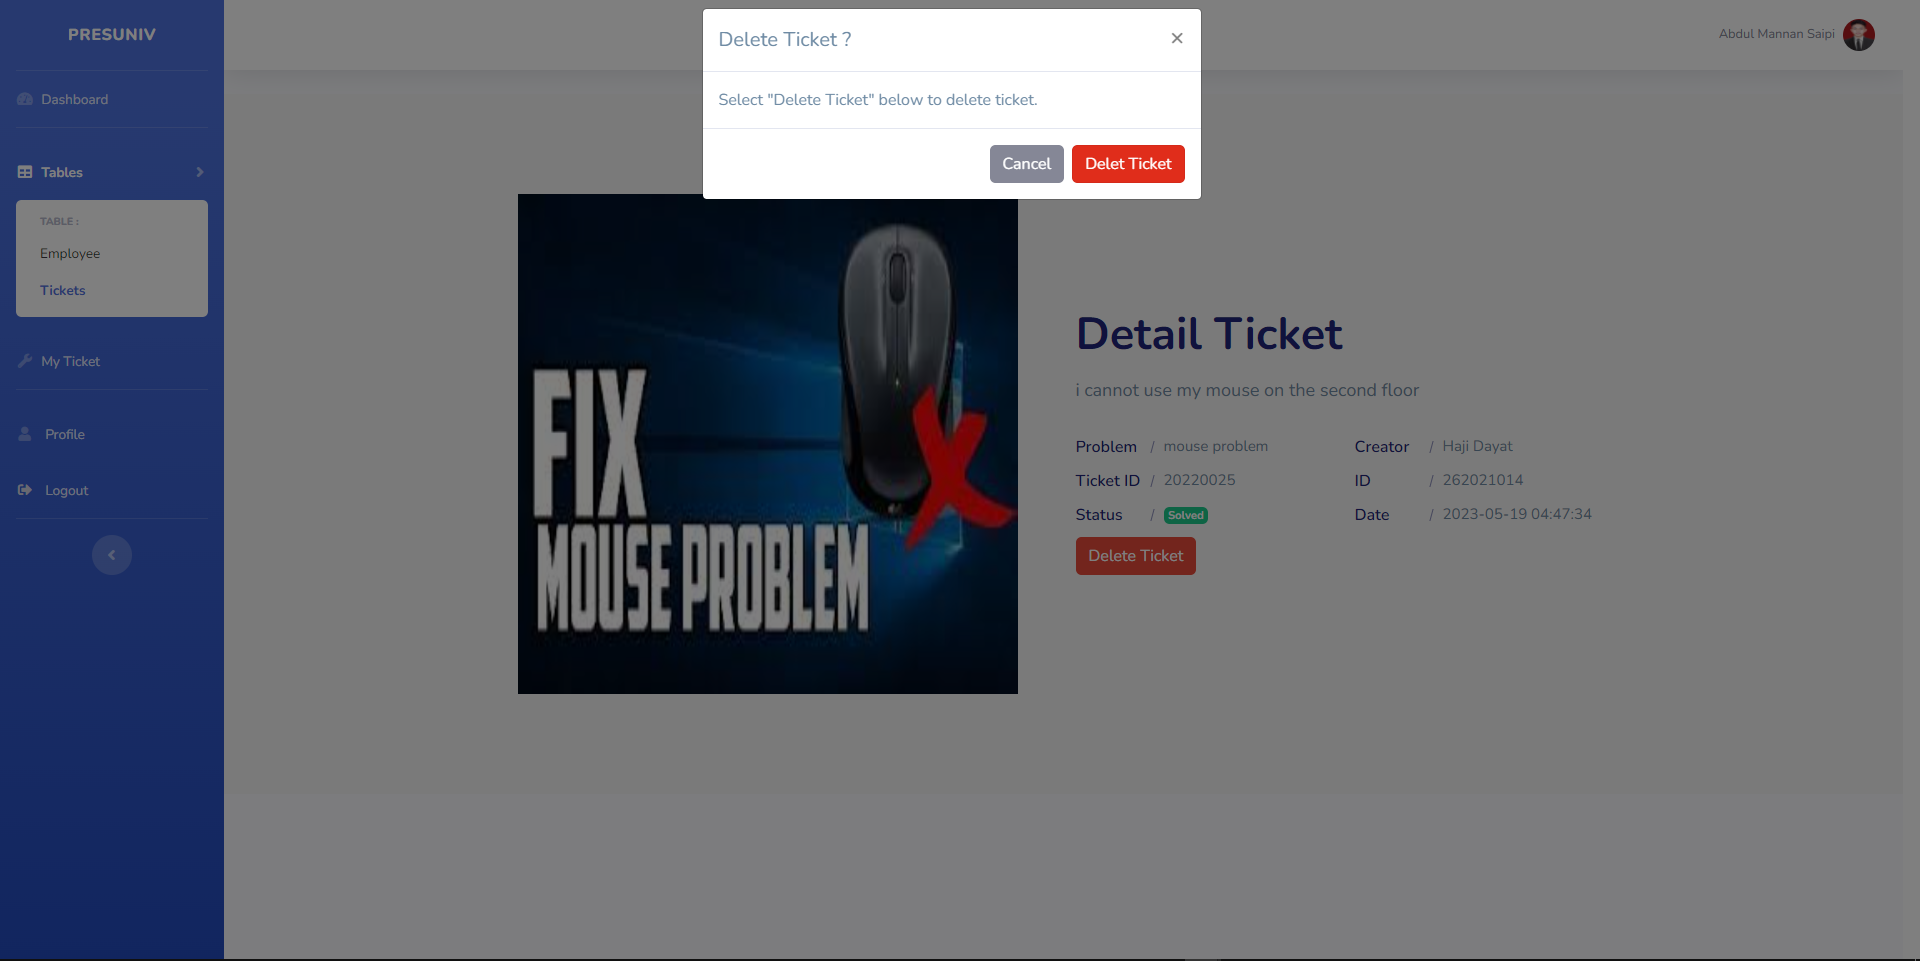 PRESUNIV
Dashboard
Tables
TABLE :
Employee
Tickets
My Ticket
Profile
Logout
Abdul Mannan Saipi
Delete Ticket ?
×
Select "Delete Ticket" below to delete ticket.
Cancel
Delet Ticket
FIX
MOUSE PROBLEM
Detail Ticket
i cannot use my mouse on the second floor
Problem / mouse problem Creator / Haji Dayat
Ticket ID / 20220025 ID / 262021014
Status / Solved Date / 2023-05-19 04:47:34
Delete Ticket